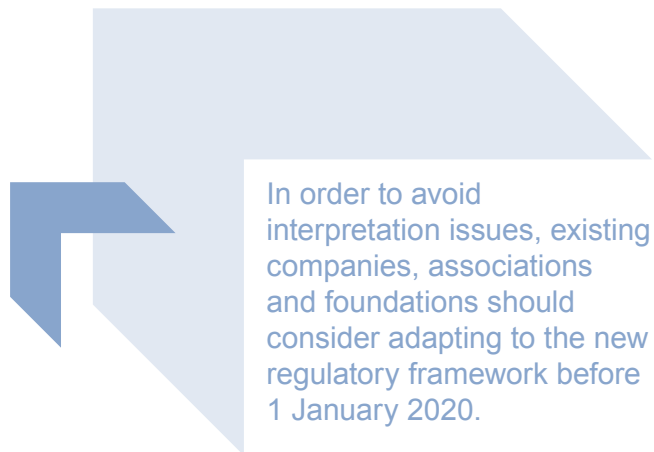 In order to avoid
interpretation issues, existing
companies, associations
and foundations should
consider adapting to the new
regulatory framework before
1 January 2020.